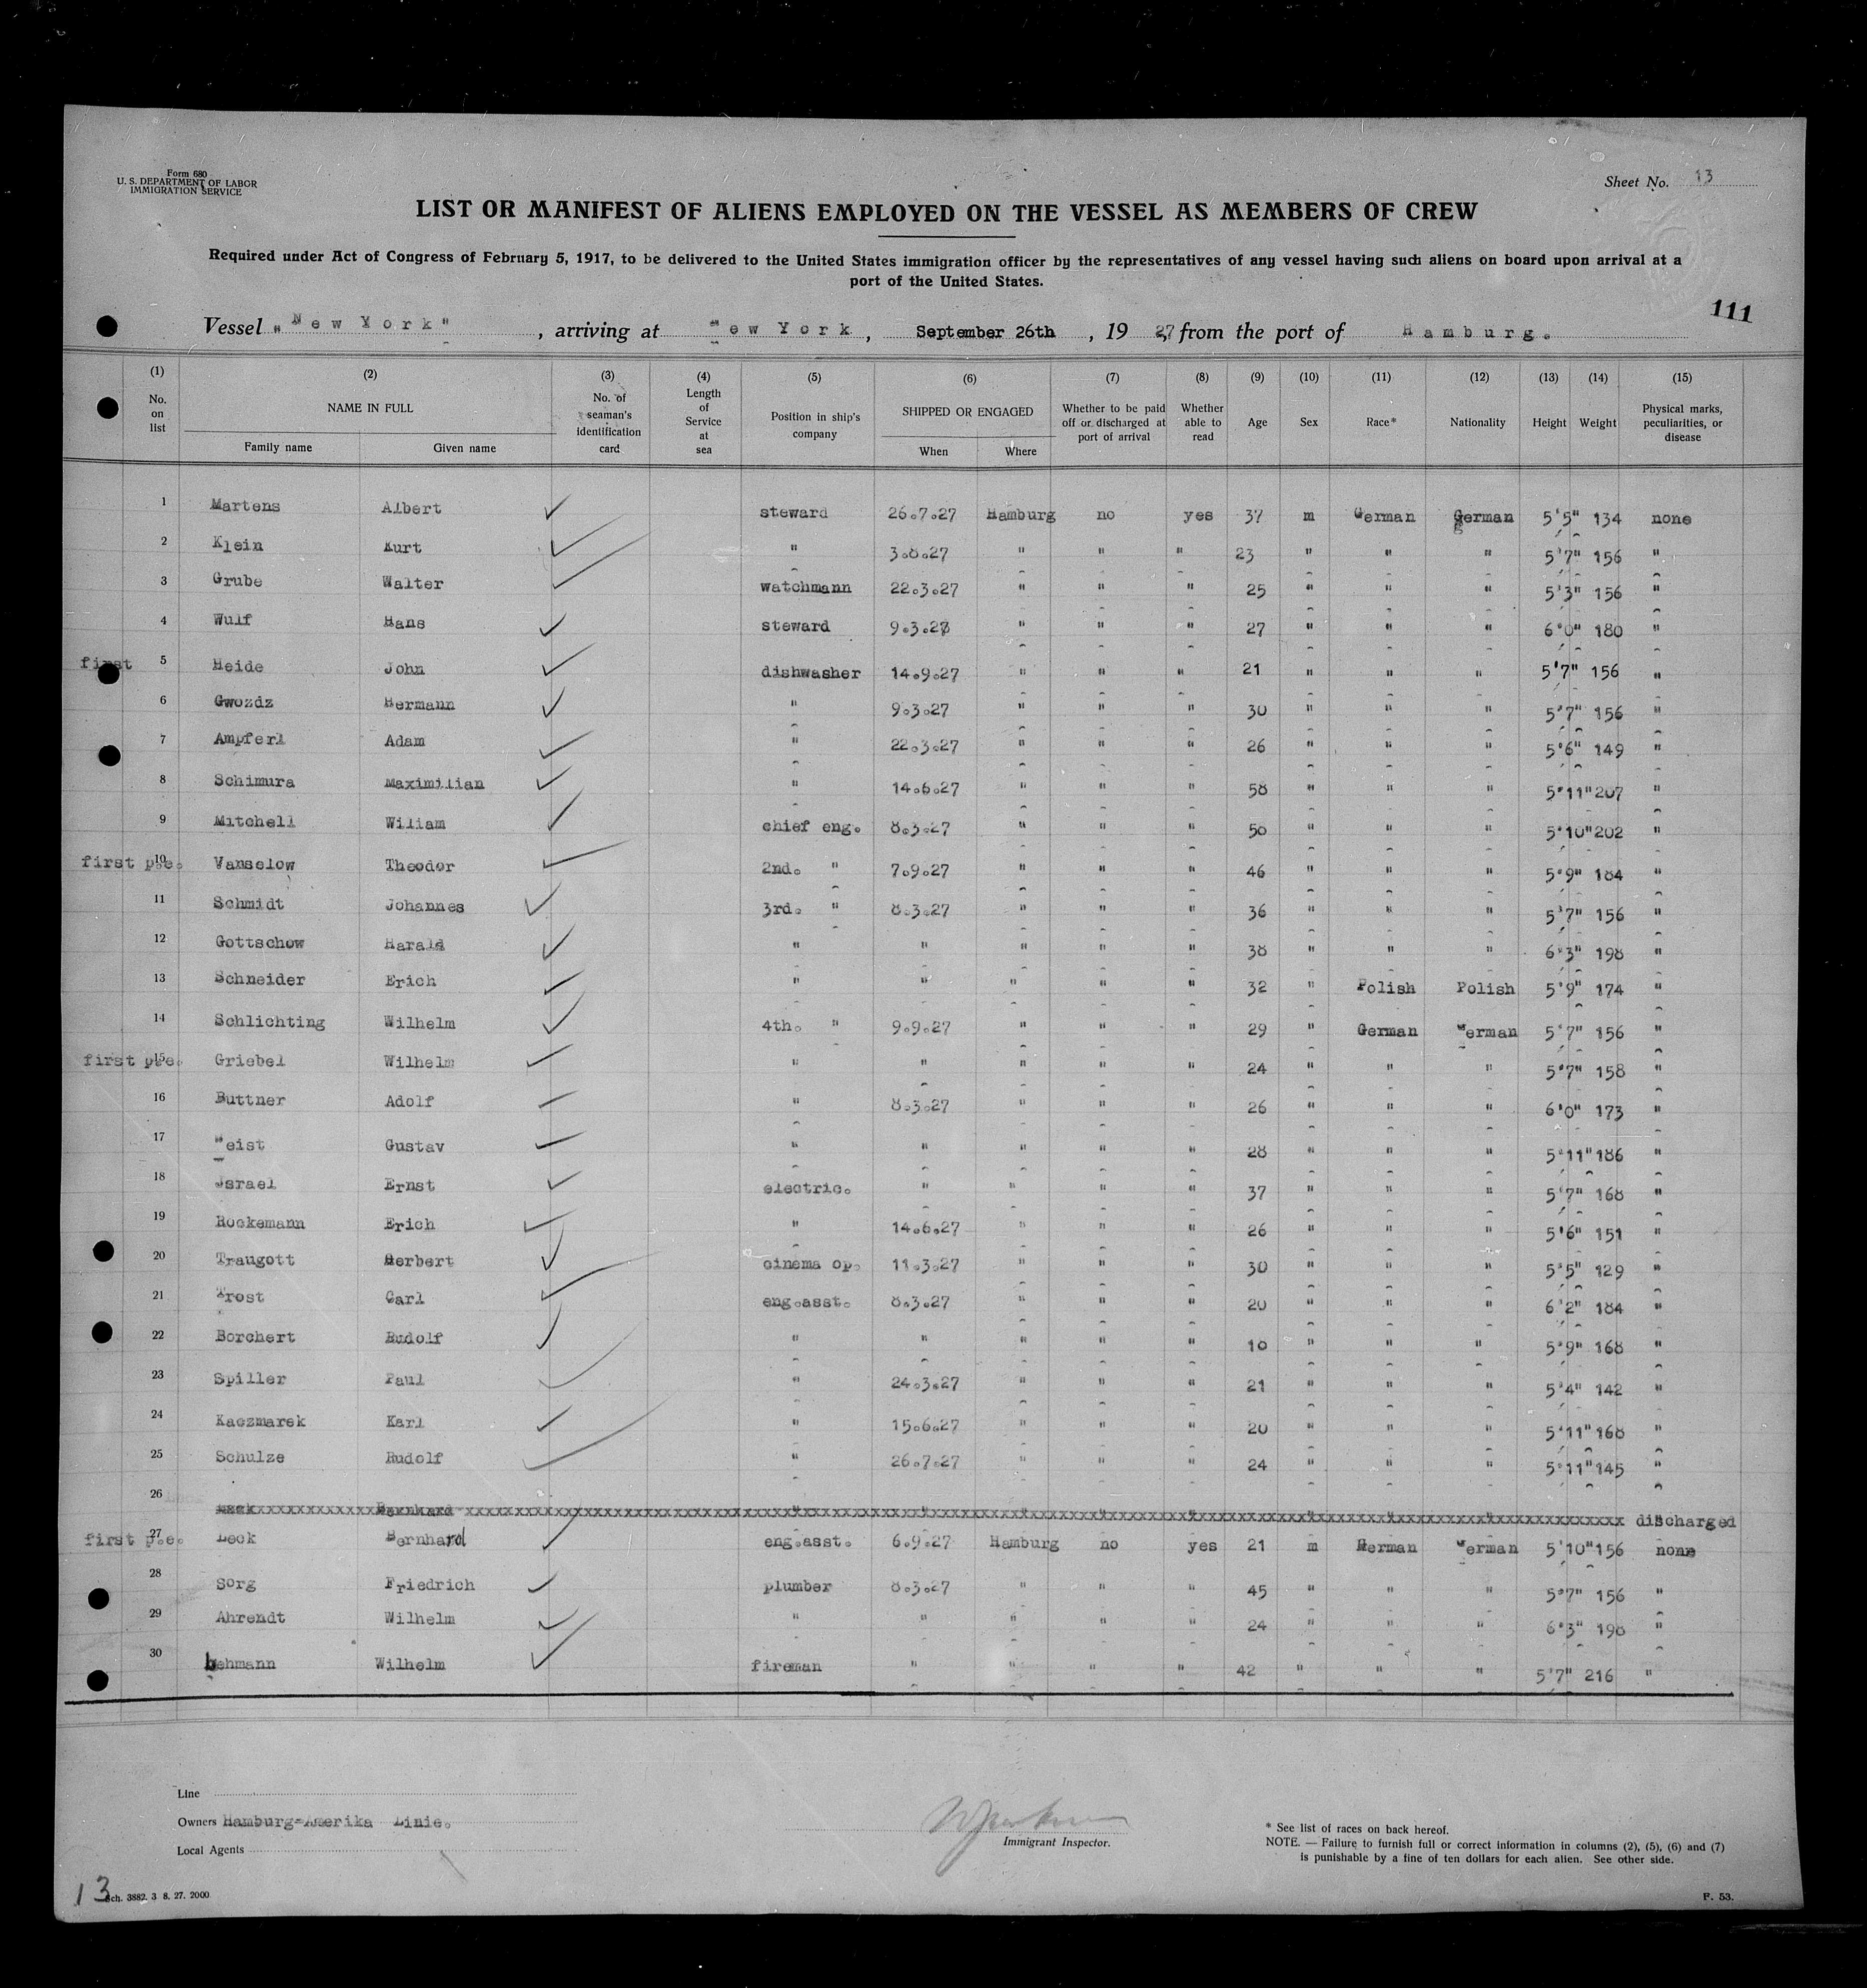 Form 680
U. S. DEPARTMENT OF LABOR
IMMIGRATION SERVICE
Sheet No. 13
LIST OR MANIFEST OF ALIENS EMPLOYED ON THE VESSEL AS MEMBERS OF CREW
Required under Act of Congress of February 5, 1917, to be delivered to the United States immigration officer by the representatives of any vessel having such aliens on board upon arrival at a
port of the United States.
111
Vessel "New York", arriving at New York, September 26th, 1927, from the port of Hamburg.
(1) (2) (3) (4) (5) (6) (7) (8) (9) (10) (11) (12) (13) (14) (15)
No. on list NAME IN FULL Family name Given name No. of seaman's identification card Length of Service at sea Position in ship's company SHIPPED OR ENGAGED When Where Whether to be paid off or discharged at port of arrival Whether able to read Age Sex Race* Nationality Height Weight Physical marks, peculiarities, or disease
1 Martens Albert steward 26.7.27 Hamburg no yes 37 m German German 5'5" 134 none
2 Klein Kurt " 3.8.27 " " " 23 " " " 5'7" 156 "
3 Grube Walter watchmann 22.3.27 " " " 25 " " " 5'3" 156 "
4 Wulf Hans steward 9.3.27 " " " 27 " " " 6'0" 180 "
first 5 Heide John dishwasher 14.9.27 " " " 21 " " " 5'7" 156 "
6 Gwozdz Hermann " 9.3.27 " " " 30 " " " 5'7" 156 "
7 Ampferl Adam " 22.3.27 " " " 26 " " " 5'6" 149 "
8 Schimura Maximilian " 14.6.27 " " " 58 " " " 5'11" 207 "
9 Mitchell Wiliam chief eng. 8.3.27 " " " 50 " " " 5'10" 202 "
first p.e. 10 Vanselow Theodor 2nd. " 7.9.27 " " " 46 " " " 5'9" 184 "
11 Schmidt Johannes 3rd. " 8.3.27 " " " 36 " " " 5'7" 156 "
12 Gottschow Harald " " " " " 38 " " " 6'3" 198 "
13 Schneider Erich " " " " " 32 " Polish Polish 5'9" 174 "
14 Schlichting Wilhelm 4th. " 9.9.27 " " " 29 " German German 5'7" 156 "
first p.e. 15 Griebel Wilhelm " " " " " 24 " " " 5'7" 158 "
16 Buttner Adolf " 8.3.27 " " " 26 " " " 6'0" 173 "
17 eist Gustav " " " " " 28 " " " 5'11" 186 "
18 Israel Ernst electric. " " " " 37 " " " 5'7" 168 "
19 Rockemann Erich " 14.6.27 " " " 26 " " " 5'6" 151 "
20 Traugott Herbert cinema op. 11.3.27 " " " 30 " " " 5'5" 129 "
21 Trost Carl eng.asst. 8.3.27 " " " 20 " " " 6'2" 184 "
22 Borchert Rudolf " " " " " 10 " " " 5'9" 168 "
23 Spiller Paul " 24.3.27 " " " 21 " " " 5'4" 142 "
24 Kaczmarek Karl " 15.6.27 " " " 20 " " " 5'11" 168 "
25 Schulze Rudolf " 26.7.27 " " " 24 " " " 5'11" 145 "
26 Bernhard discharged
first p.e. 27 Beck Bernhard eng.asst. 6.9.27 Hamburg no yes 21 m German German 5'10" 156 none
28 Sorg Friedrich plumber 8.3.27 " " " 45 " " " 5'7" 156 "
29 Ahrendt Wilhelm " " " " " 24 " " " 6'3" 198 "
30 Lehmann Wilhelm fireman " " " " 42 " " " 5'7" 216 "
Line
Owners Hamburg-Amerika Linie.
Local Agents
Immigrant Inspector.
* See list of races on back hereof.
NOTE. — Failure to furnish full or correct information in columns (2), (5), (6) and (7)
is punishable by a fine of ten dollars for each alien. See other side.
13
Sch. 3882. 3 8. 27. 2000
F. 53.